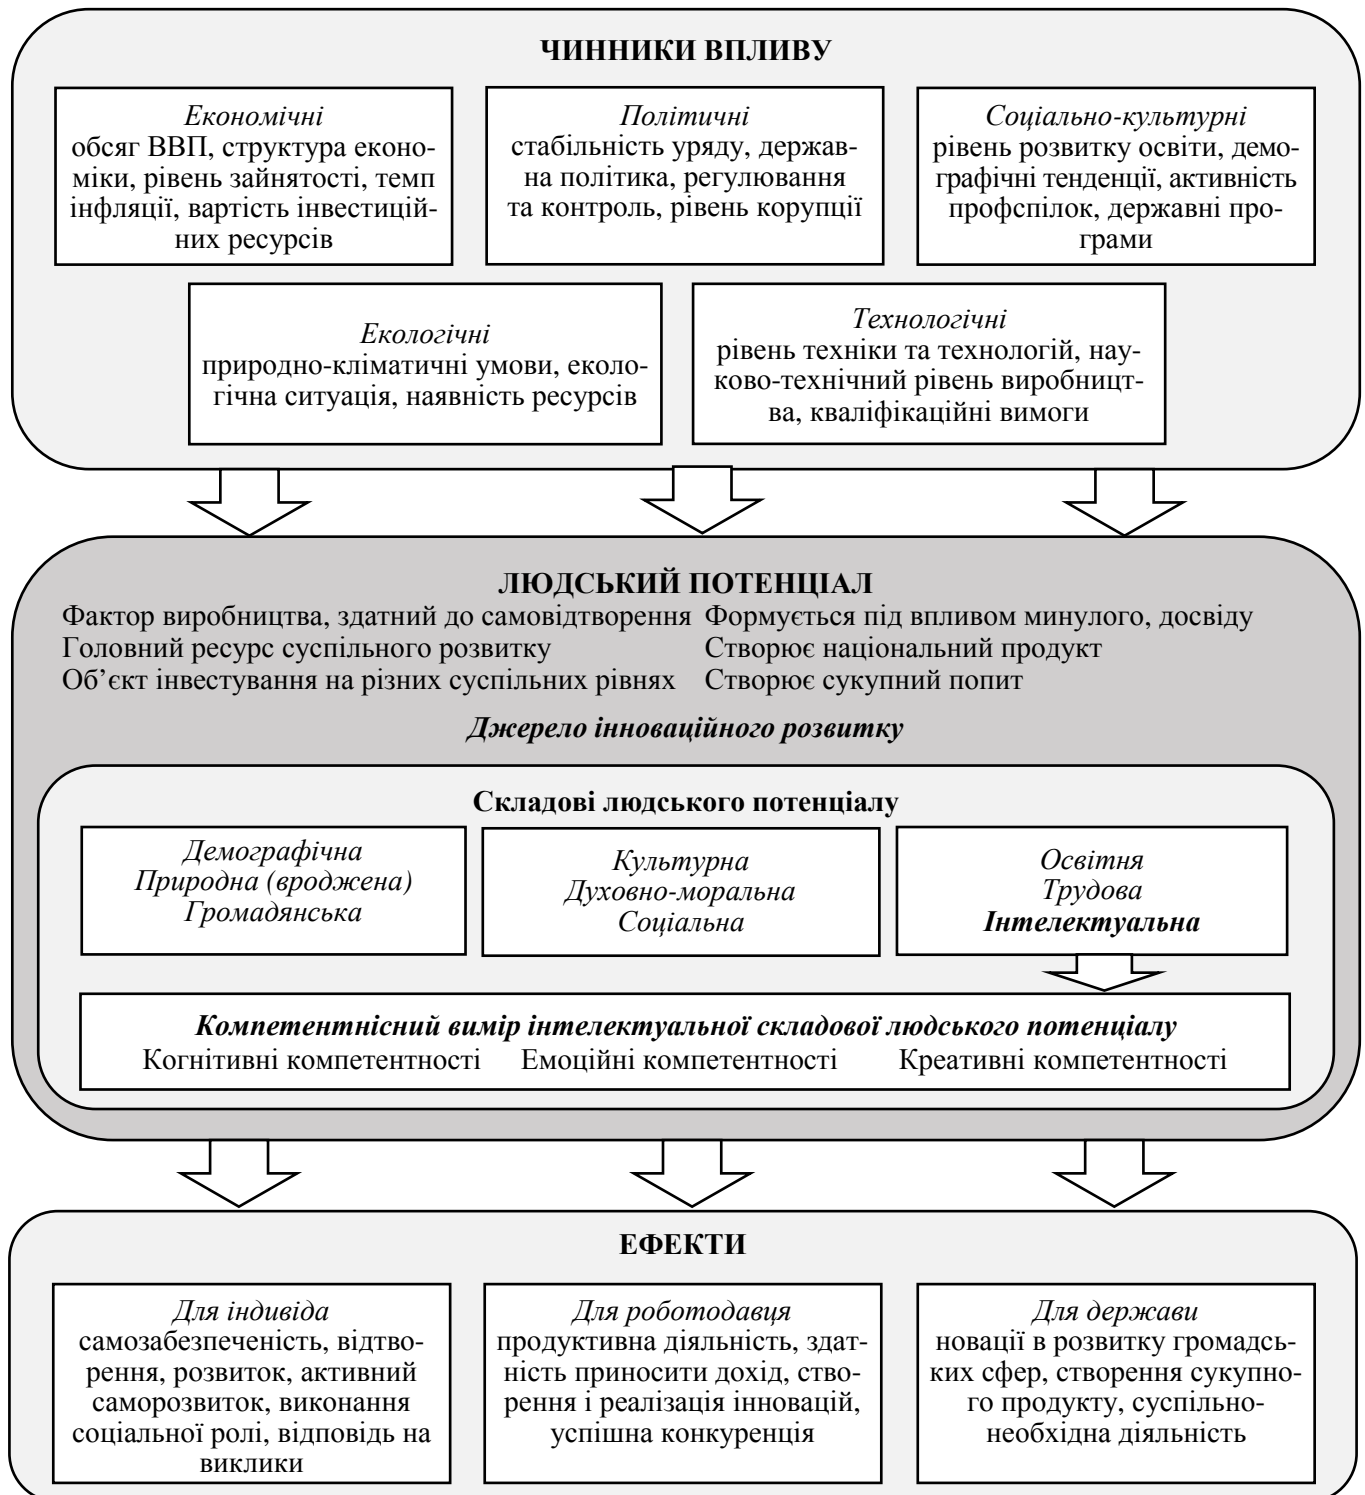 ЧИННИКИ ВПЛИВУ
Економічні
обсяг ВВП, структура еконо-
міки, рівень зайнятості, темп
інфляції, вартість інвестицій-
них ресурсів
Політичні
стабільність уряду, держав-
на політика, регулювання
та контроль, рівень корупції
Соціально-культурні
рівень розвитку освіти, демо-
графічні тенденції, активність
профспілок, державні про-
грами
Екологічні
природно-кліматичні умови, еколо-
гічна ситуація, наявність ресурсів
Технологічні
рівень техніки та технологій, нау-
ково-технічний рівень виробницт-
ва, кваліфікаційні вимоги
ЛЮДСЬКИЙ ПОТЕНЦІАЛ
Фактор виробництва, здатний до самовідтворення Формується під впливом минулого, досвіду
Головний ресурс суспільного розвитку Створює національний продукт
Об’єкт інвестування на різних суспільних рівнях Створює сукупний попит
Джерело інноваційного розвитку
Складові людського потенціалу
Демографічна
Природна (вроджена)
Громадянська
Культурна
Духовно-моральна
Соціальна
Освітня
Трудова
Інтелектуальна
Компетентнісний вимір інтелектуальної складової людського потенціалу
Когнітивні компетентності Емоційні компетентності Креативні компетентності
ЕФЕКТИ
Для індивіда
самозабезпеченість, відтво-
рення, розвиток, активний
саморозвиток, виконання
соціальної ролі, відповідь на
виклики
Для роботодавця
продуктивна діяльність, здат-
ність приносити дохід, ство-
рення і реалізація інновацій,
успішна конкуренція
Для держави
новації в розвитку громадсь-
ких сфер, створення сукупно-
го продукту, суспільно-
необхідна діяльність